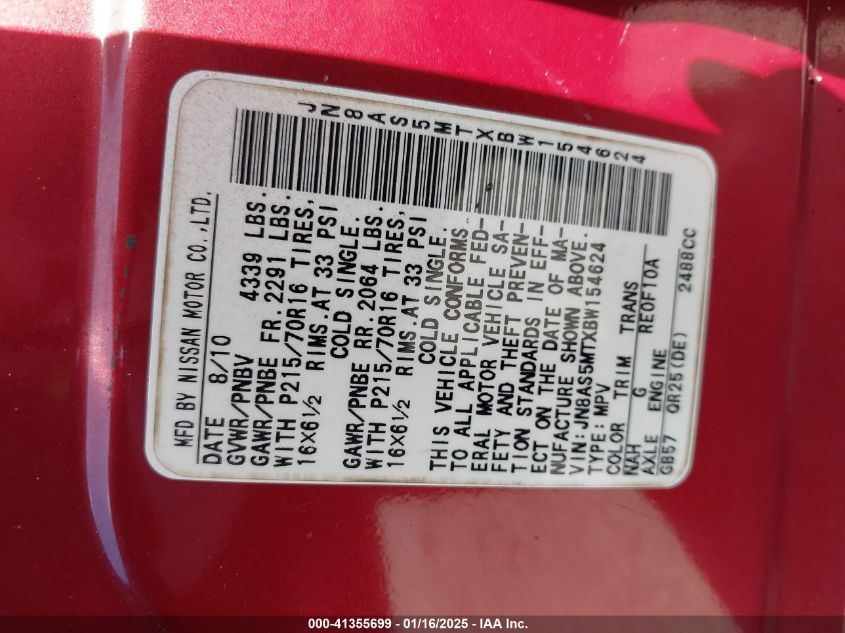 MFD BY NISSAN MOTOR CO.,LTD.
DATE 8/10
GVWR/PNBV 4339 LBS.
GAWR/PNBE FR.2291 LBS.
WITH P215/70R16 TIRES,
16X6½ RIMS.AT 33 PSI
COLD SINGLE.
GAWR/PNBE RR.2064 LBS.
WITH P215/70R16 TIRES,
16X6½ RIMS.AT 33 PSI
COLD SINGLE.
THIS VEHICLE CONFORMS
TO ALL APPLICABLE FED-
ERAL MOTOR VEHICLE SA-
FETY AND THEFT PREVEN-
TION STANDARDS IN EFF-
ECT ON THE DATE OF MA-
NUFACTURE SHOWN ABOVE.
VIN:JN8AS5MTXBW154624
TYPE:MPV
COLOR TRIM TRANS
NAH G RE0F10A
AXLE ENGINE
GB57 QR25(DE) 2488CC
JN8AS5MTXBW154624
000-41355699 - 01/16/2025 - IAA Inc.